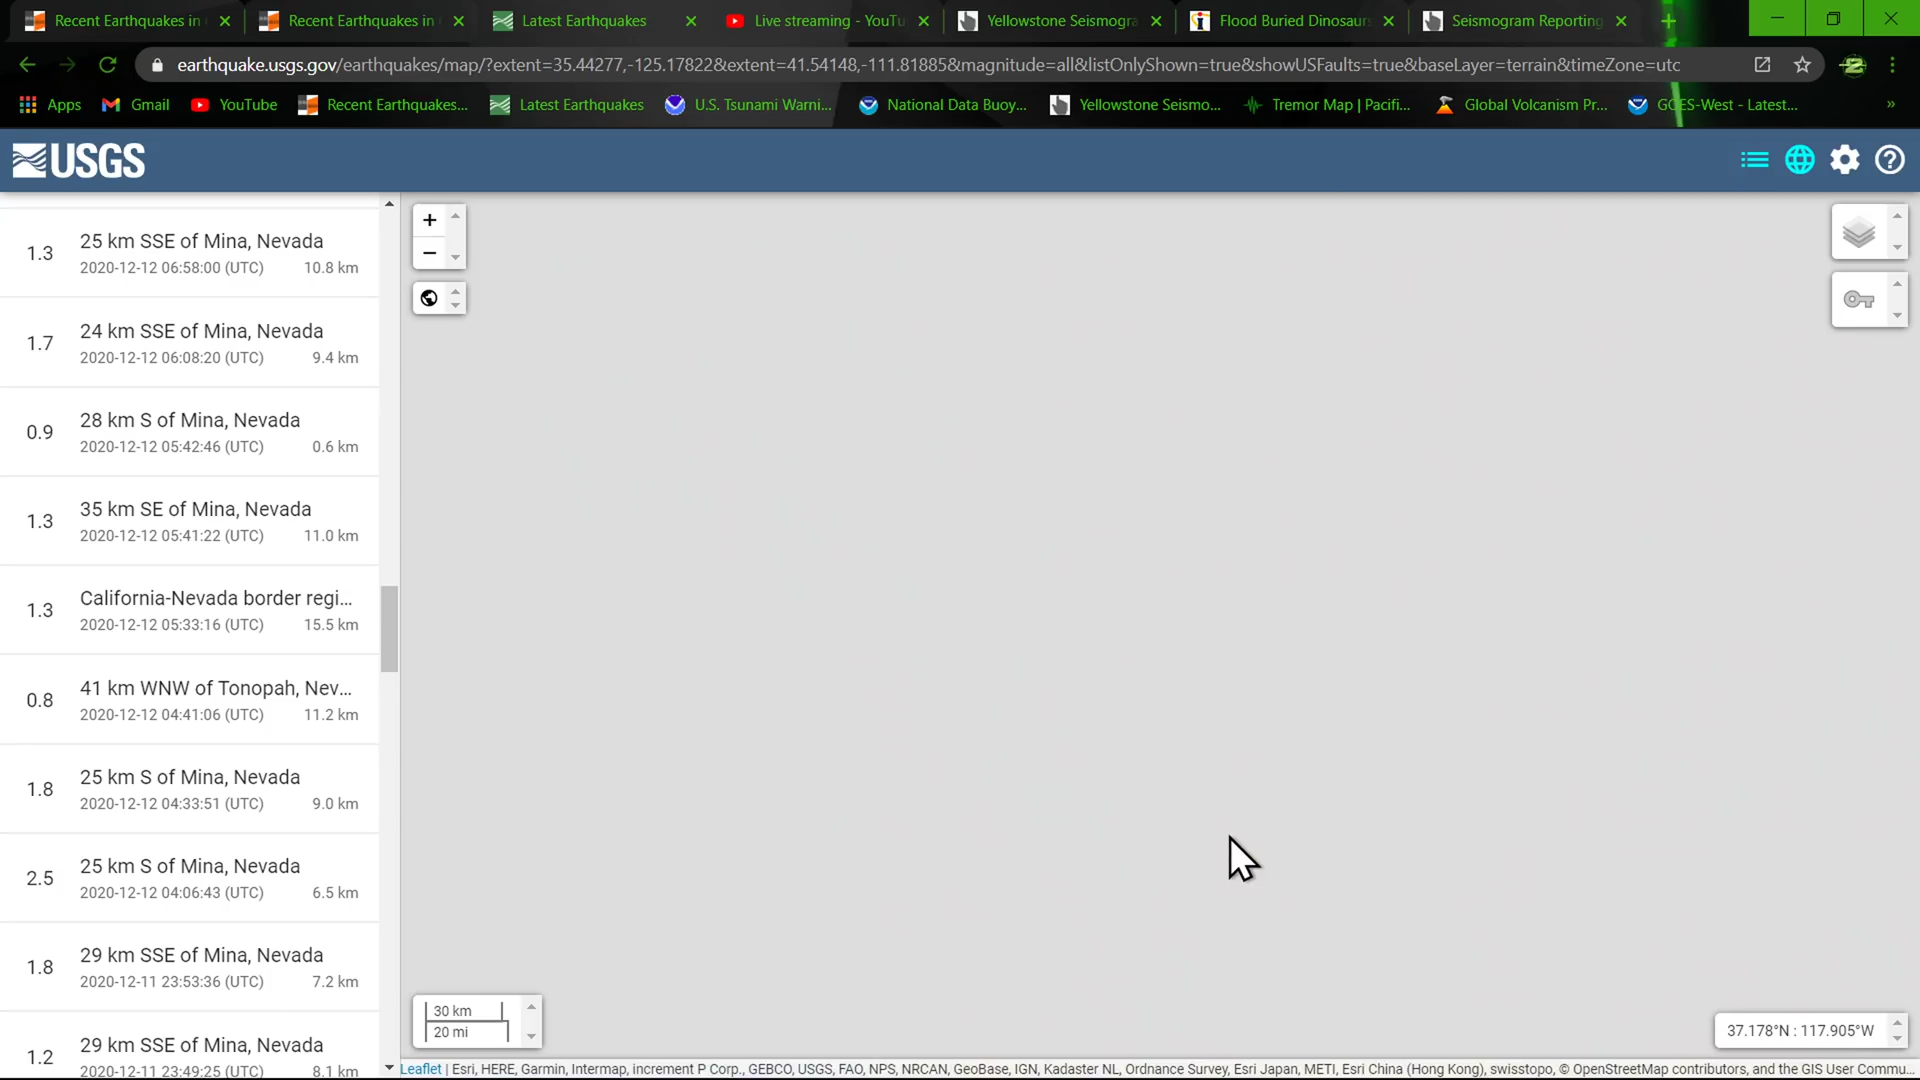 Recent Earthquakes in
Recent Earthquakes in
Latest Earthquakes
Live streaming - YouTu
Yellowstone Seismogra
Flood Buried Dinosaur
Seismogram Reporting
earthquake.usgs.gov/earthquakes/map/?extent=35.44277,-125.17822&extent=41.54148,-111.81885&magnitude=all&listOnlyShown=true&showUSFaults=true&baseLayer=terrain&timeZone=utc
Apps
Gmail
YouTube
Recent Earthquakes...
Latest Earthquakes
U.S. Tsunami Warni...
National Data Buoy...
Yellowstone Seismo...
Tremor Map | Pacifi...
Global Volcanism Pr...
GOES-West - Latest...
»
USGS
1.3
25 km SSE of Mina, Nevada
2020-12-12 06:58:00 (UTC) 10.8 km
1.7
24 km SSE of Mina, Nevada
2020-12-12 06:08:20 (UTC) 9.4 km
0.9
28 km S of Mina, Nevada
2020-12-12 05:42:46 (UTC) 0.6 km
1.3
35 km SE of Mina, Nevada
2020-12-12 05:41:22 (UTC) 11.0 km
1.3
California-Nevada border regi...
2020-12-12 05:33:16 (UTC) 15.5 km
0.8
41 km WNW of Tonopah, Nev...
2020-12-12 04:41:06 (UTC) 11.2 km
1.8
25 km S of Mina, Nevada
2020-12-12 04:33:51 (UTC) 9.0 km
2.5
25 km S of Mina, Nevada
2020-12-12 04:06:43 (UTC) 6.5 km
1.8
29 km SSE of Mina, Nevada
2020-12-11 23:53:36 (UTC) 7.2 km
1.2
29 km SSE of Mina, Nevada
2020-12-11 23:49:25 (UTC) 8.1 km
+
−
30 km
20 mi
37.178°N : 117.905°W
Leaflet | Esri, HERE, Garmin, Intermap, increment P Corp., GEBCO, USGS, FAO, NPS, NRCAN, GeoBase, IGN, Kadaster NL, Ordnance Survey, Esri Japan, METI, Esri China (Hong Kong), swisstopo, © OpenStreetMap contributors, and the GIS User Commu...